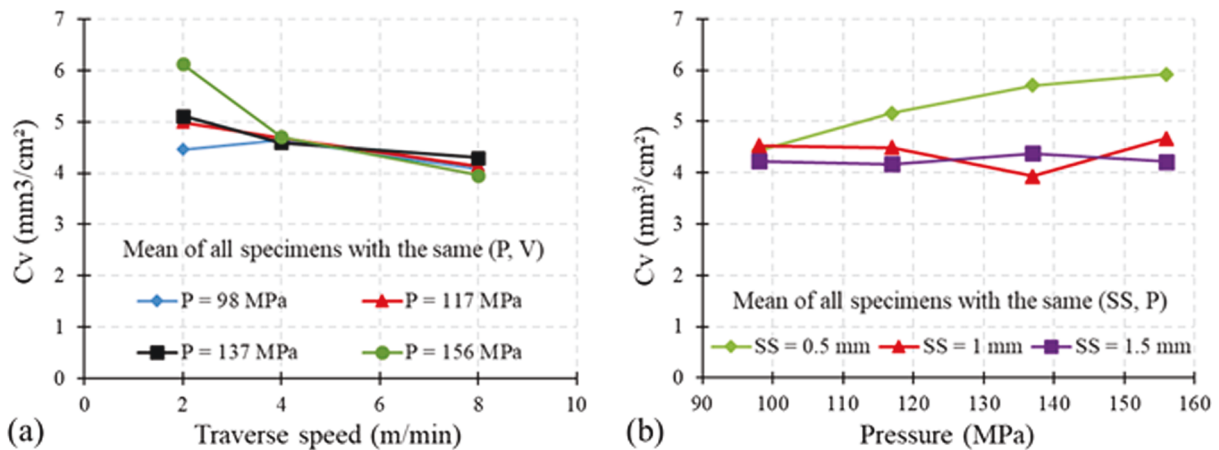 7
6
5
4
3
2
1
0
Cv (mm3/cm²)
Mean of all specimens with the same (P, V)
P = 98 MPa
P = 117 MPa
P = 137 MPa
P = 156 MPa
0 2 4 6 8 10
(a) Traverse speed (m/min)
7
6
5
4
3
2
1
0
Cv (mm³/cm²)
Mean of all specimens with the same (SS, P)
SS = 0.5 mm SS = 1 mm SS = 1.5 mm
90 100 110 120 130 140 150 160
(b) Pressure (MPa)